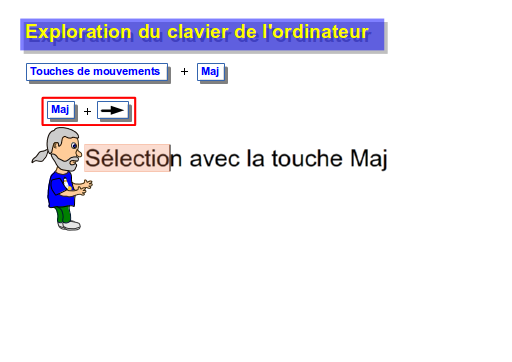 Exploration du clavier de l'ordinateur
Touches de mouvements + Maj
Maj +
Sélection avec la touche Maj